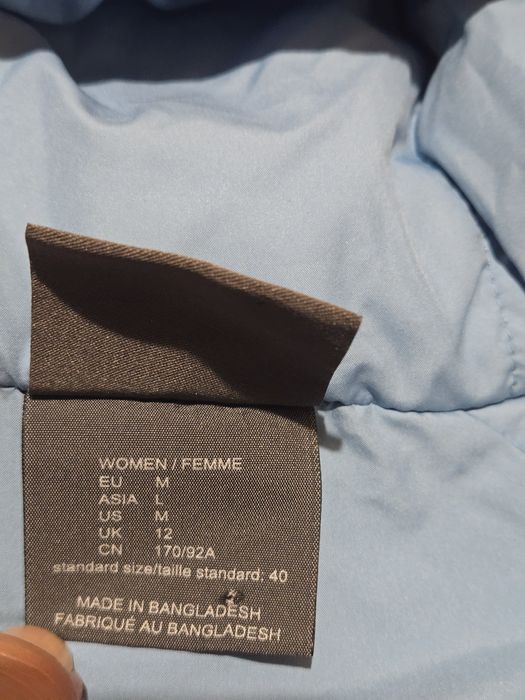 WOMEN / FEMME
EU M
ASIA L
US M
UK 12
CN 170/92A
standard size/taille standard: 40
MADE IN BANGLADESH
FABRIQUÉ AU BANGLADESH